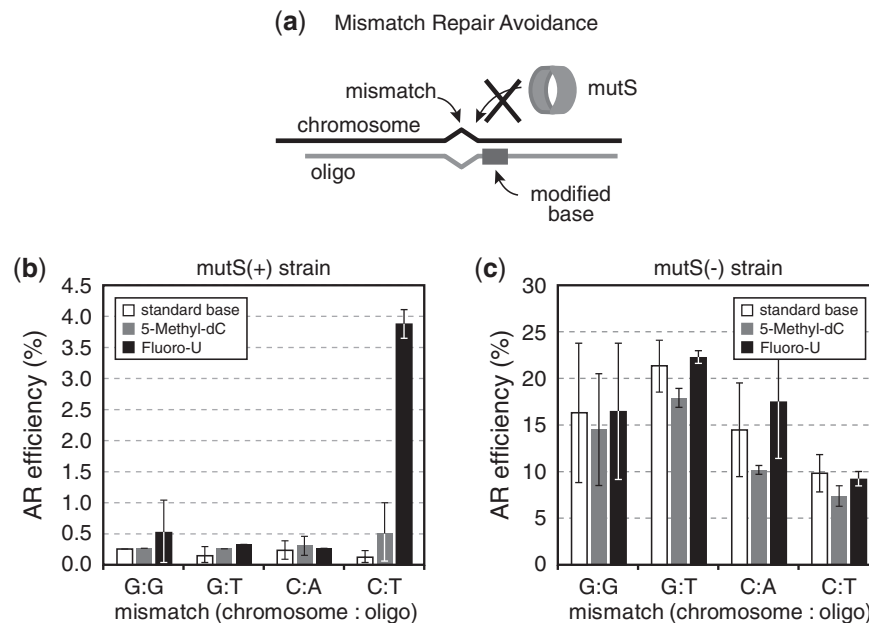 (a) Mismatch Repair Avoidance
mismatch
mutS
chromosome
oligo
modified
base
(b) mutS(+) strain
AR efficiency (%)
4.5
4.0
3.5
3.0
2.5
2.0
1.5
1.0
0.5
0.0
standard base
5-Methyl-dC
Fluoro-U
G:G G:T C:A C:T
mismatch (chromosome : oligo)
(c) mutS(-) strain
AR efficiency (%)
30
25
20
15
10
5
0
standard base
5-Methyl-dC
Fluoro-U
G:G G:T C:A C:T
mismatch (chromosome : oligo)